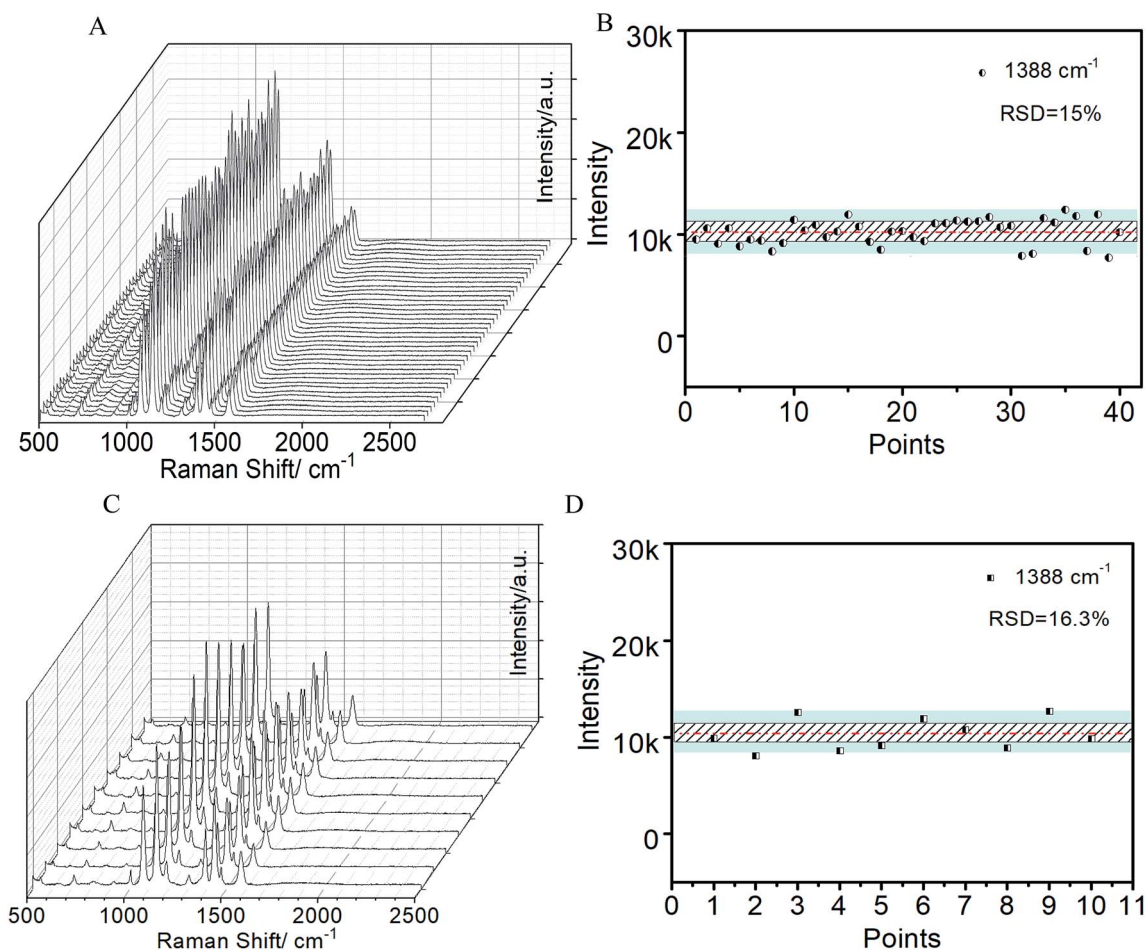 A
Intensity/a.u.
500 1000 1500 2000 2500
Raman Shift/ cm⁻¹
B
30k
20k
10k
0
Intensity
1388 cm⁻¹
RSD=15%
0 10 20 30 40
Points
C
Intensity/a.u.
500 1000 1500 2000 2500
Raman Shift/ cm⁻¹
D
30k
20k
10k
0
Intensity
1388 cm⁻¹
RSD=16.3%
0 1 2 3 4 5 6 7 8 9 10 11
Points